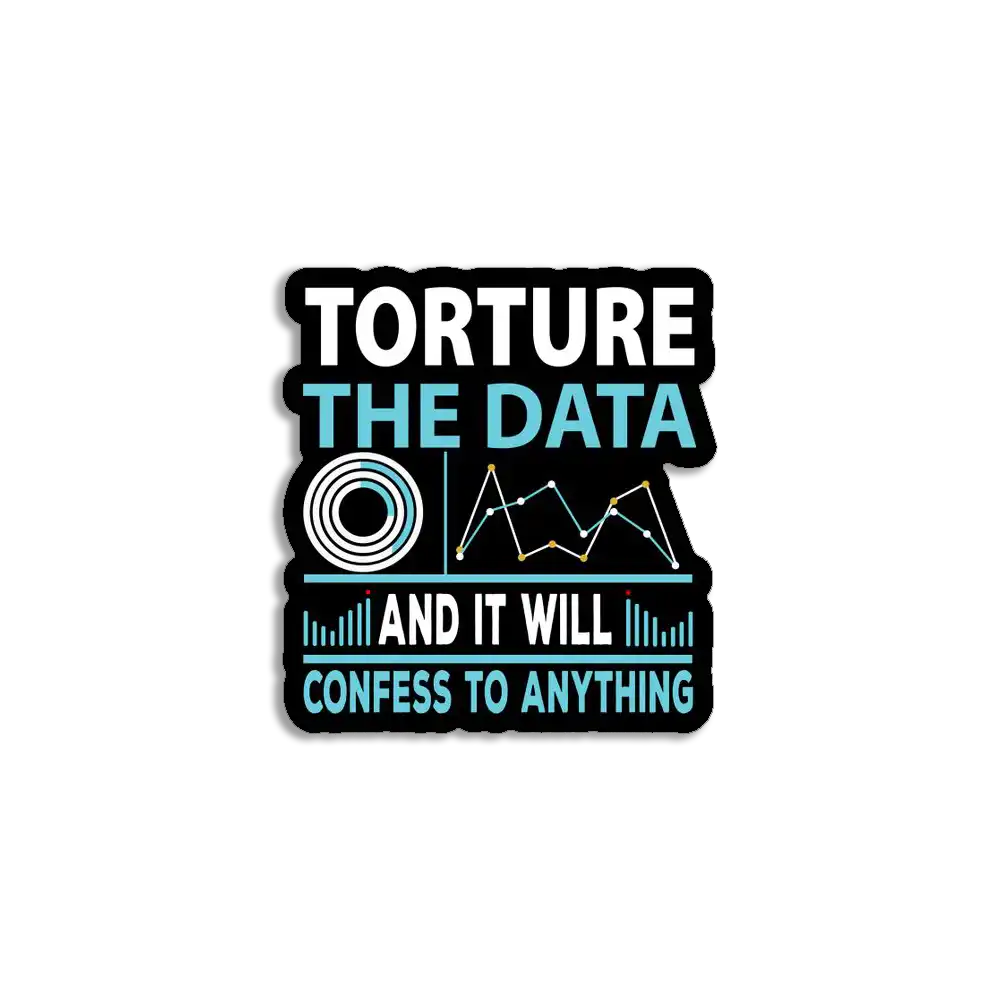 TORTURE
THE DATA
AND IT WILL
CONFESS TO ANYTHING